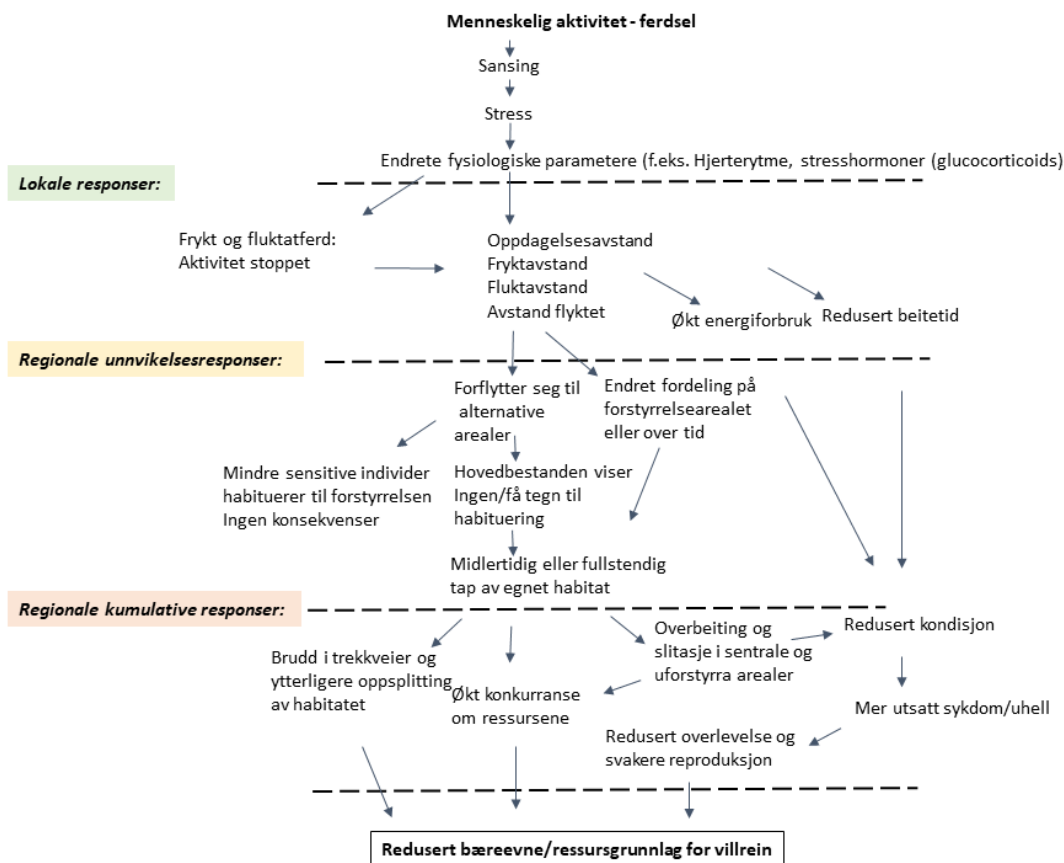 Menneskelig aktivitet - ferdsel
Sansing
Stress
Endrete fysiologiske parametere (f.eks. Hjerterytme, stresshormoner (glucocorticoids)
Lokale responser:
Frykt og fluktatferd:
Aktivitet stoppet
Oppdagelsesavstand
Fryktavstand
Fluktavstand
Avstand flyktet
Økt energiforbruk
Redusert beitetid
Regionale unnvikelsesresponser:
Forflytter seg til
alternative
arealer
Endret fordeling på
forstyrrelsearealet
eller over tid
Mindre sensitive individer
habituerer til forstyrrelsen
Ingen konsekvenser
Hovedbestanden viser
Ingen/få tegn til
habituering
Midlertidig eller fullstendig
tap av egnet habitat
Regionale kumulative responser:
Brudd i trekkveier og
ytterligere oppsplitting
av habitatet
Økt konkurranse
om ressursene
Overbeiting og
slitasje i sentrale og
uforstyrra arealer
Redusert kondisjon
Mer utsatt sykdom/uhell
Redusert overlevelse og
svakere reproduksjon
Redusert bæreevne/ressursgrunnlag for villrein